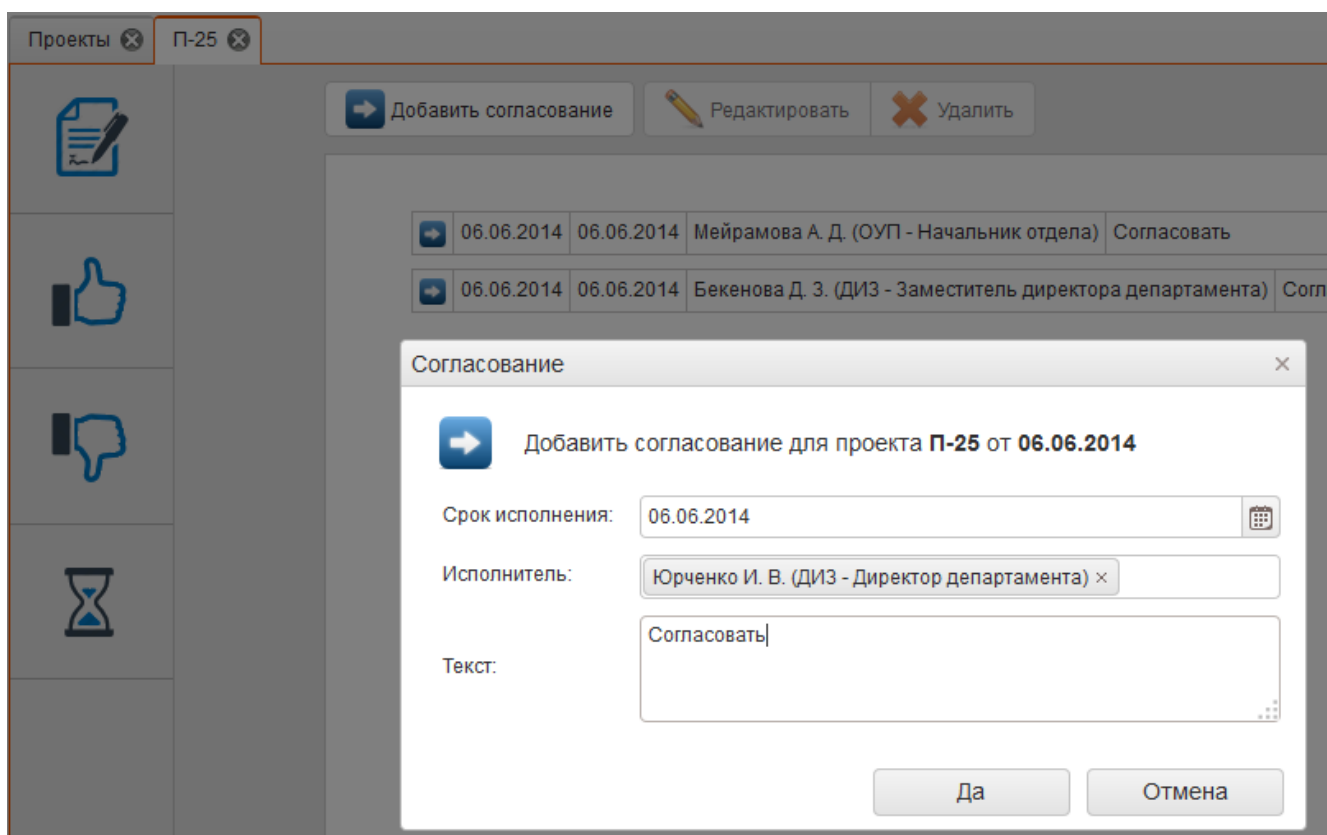 Проекты П-25
Добавить согласование Редактировать Удалить
06.06.2014 06.06.2014 Мейрамова А. Д. (ОУП - Начальник отдела) Согласовать
06.06.2014 06.06.2014 Бекенова Д. З. (ДИЗ - Заместитель директора департамента) Согл
Согласование
Добавить согласование для проекта П-25 от 06.06.2014
Срок исполнения: 06.06.2014
Исполнитель: Юрченко И. В. (ДИЗ - Директор департамента) ×
Текст: Согласовать
Да Отмена